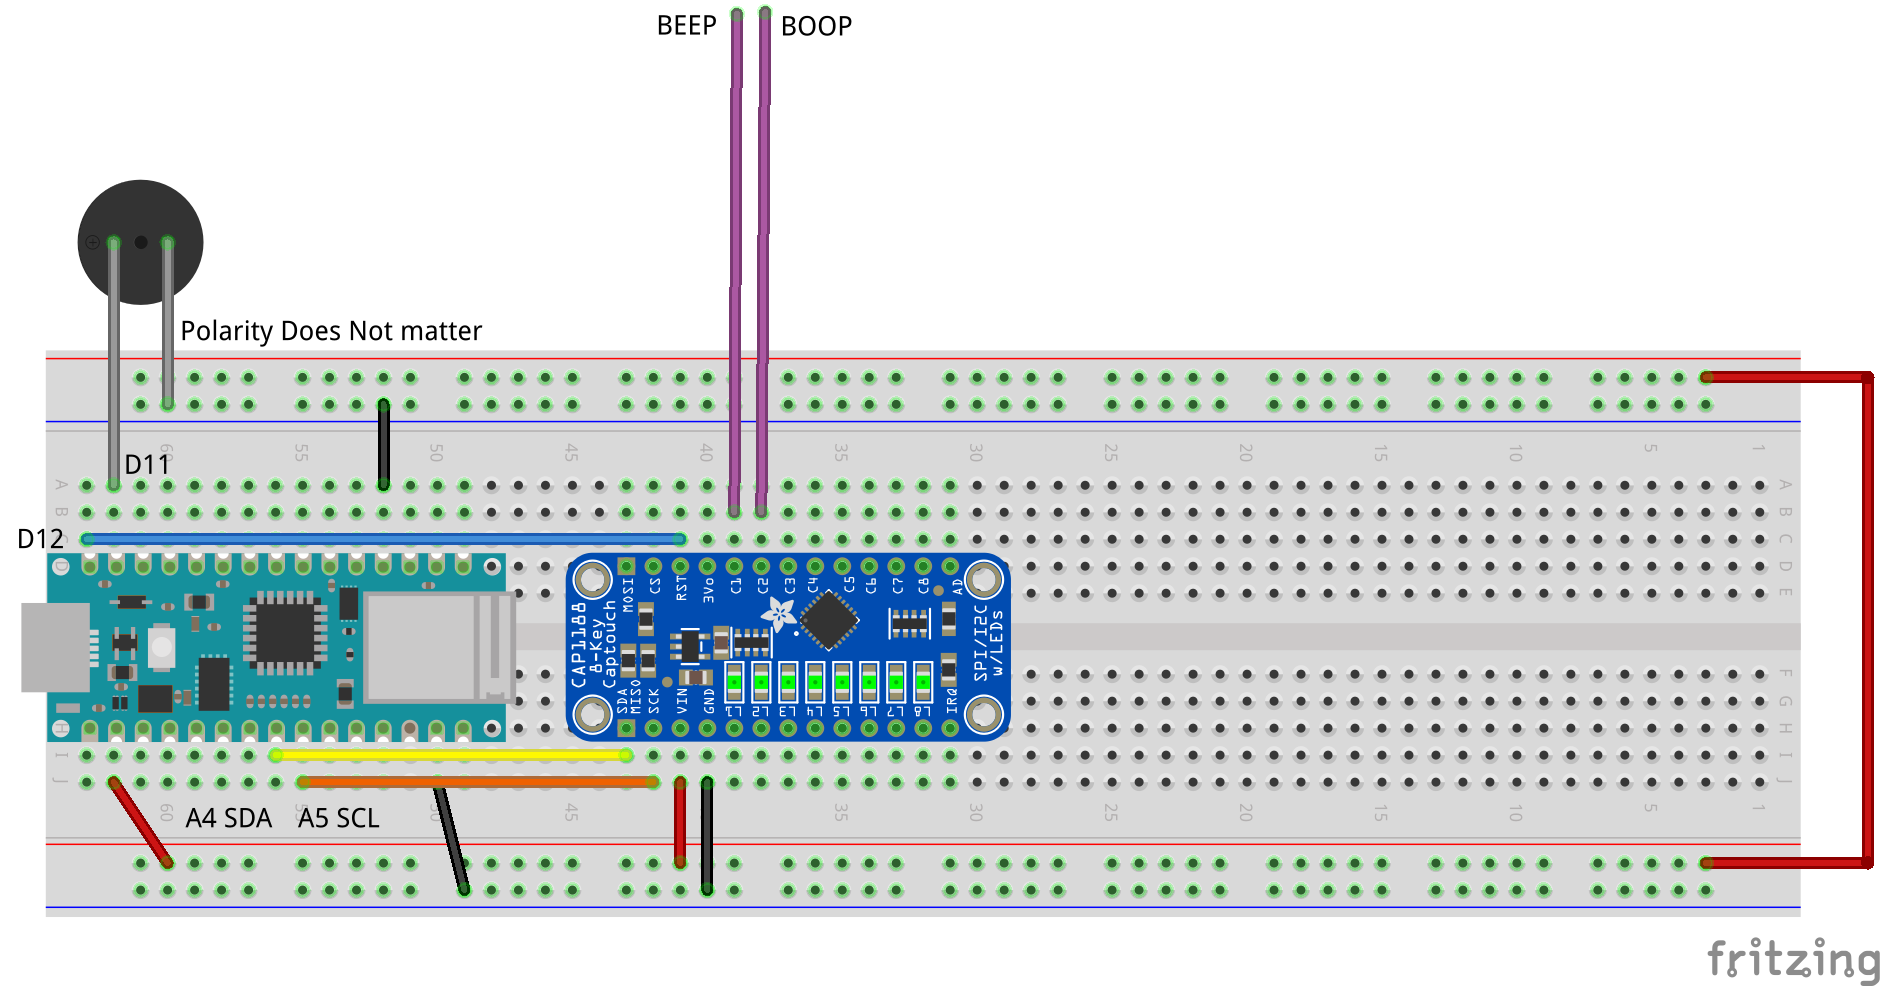 BEEP BOOP
Polarity Does Not matter
60 55 50 45 40 35 30 25 20 15 10 5 1
D11
A A
B B
D12 C
D D
E
MOSI CS RST 3Vo C1 C2 C3 C4 C5 C6 C7 C8 AD
CAP1188
8-Key
Captouch
SPI/I2C
w/LEDs
F
G
SDA
MISO SCK VIN GND L1 L2 L3 L4 L5 L6 L7 L8 IRQ
H H
I I
J J
A4 SDA A5 SCL
60 45 35 30 25 20 15 10 5 1
fritzing